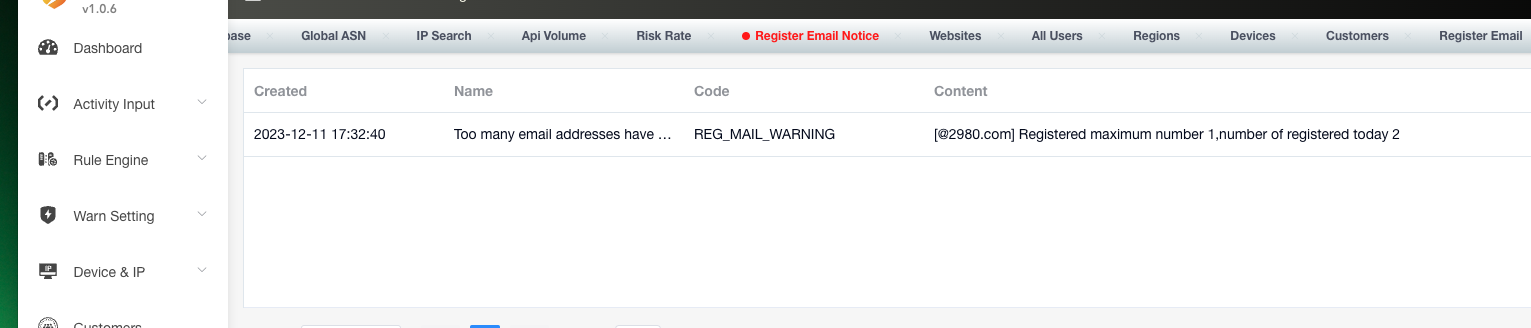 v1.0.6
Dashboard
Activity Input
Rule Engine
Warn Setting
Device & IP
Customers
base Global ASN IP Search Api Volume Risk Rate Register Email Notice Websites All Users Regions Devices Customers Register Email
Created Name Code Content
2023-12-11 17:32:40 Too many email addresses have ... REG_MAIL_WARNING [@2980.com] Registered maximum number 1,number of registered today 2